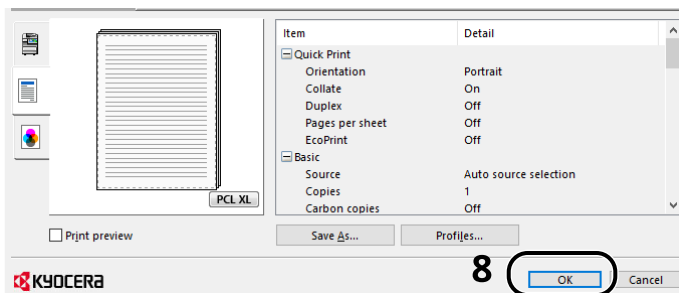 Item Detail
Quick Print
Orientation Portrait
Collate On
Duplex Off
Pages per sheet Off
EcoPrint Off
Basic
Source Auto source selection
Copies 1
Carbon copies Off
PCL XL
Print preview
Save As...
Profiles...
8
KYOCERA
OK
Cancel